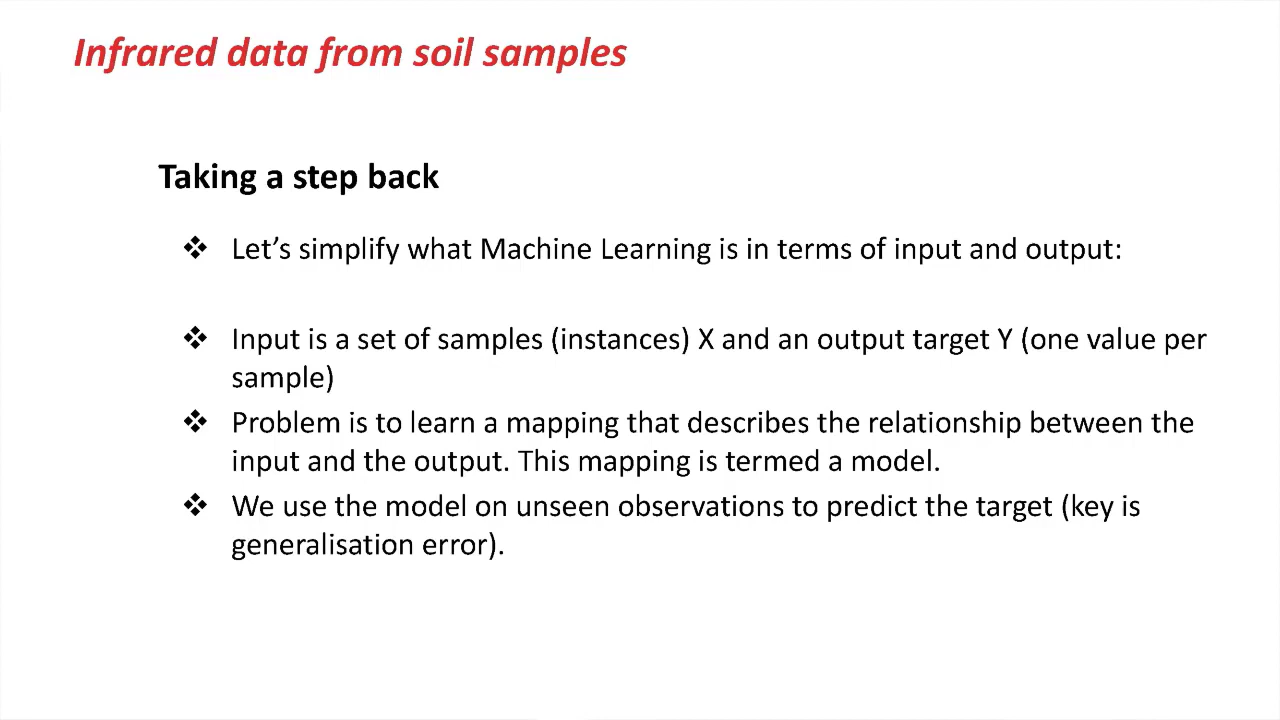 Infrared data from soil samples
Taking a step back
❖ Let’s simplify what Machine Learning is in terms of input and output:
❖ Input is a set of samples (instances) X and an output target Y (one value per
sample)
❖ Problem is to learn a mapping that describes the relationship between the
input and the output. This mapping is termed a model.
❖ We use the model on unseen observations to predict the target (key is
generalisation error).